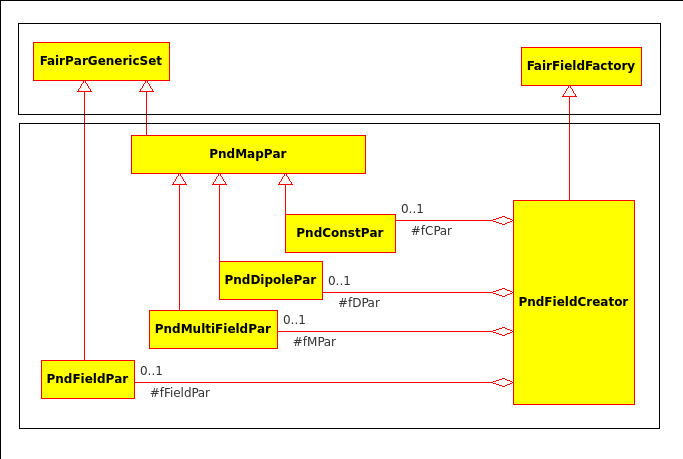 FairParGenericSet
FairFieldFactory
PndMapPar
0..1
#fCPar
PndConstPar
PndDipolePar
0..1
#fDPar
PndFieldCreator
PndMultiFieldPar
0..1
#fMPar
PndFieldPar
0..1
#fFieldPar